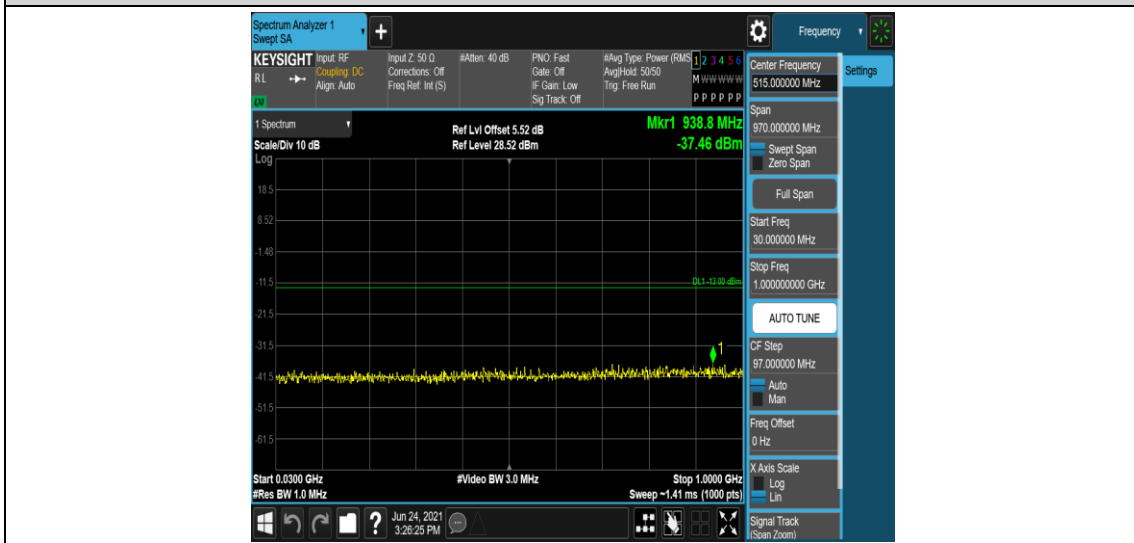 Spectrum Analyzer 1
Swept SA
+
Frequency
KEYSIGHT
RL
Input: RF
Coupling: DC
Align: Auto
Input Z: 50 Ω
Corrections: Off
Freq Ref: Int (S)
#Atten: 40 dB
PNO: Fast
Gate: Off
IF Gain: Low
Sig Track: Off
#Avg Type: Power (RMS
Avg|Hold: 50/50
Trig: Free Run
1 2 3 4 5 6
M W W W W W
P P P P P P
1 Spectrum
Scale/Div 10 dB
Log
Ref Lvl Offset 5.52 dB
Ref Level 28.52 dBm
Mkr1 938.8 MHz
-37.46 dBm
18.5
8.52
-1.48
-11.5
-21.5
-31.5
-41.5
-51.5
-61.5
DL1 -13.00 dBm
1
Start 0.0300 GHz
#Res BW 1.0 MHz
#Video BW 3.0 MHz
Stop 1.0000 GHz
Sweep ~1.41 ms (1000 pts)
?
Jun 24, 2021
3:26:25 PM
Center Frequency
515.000000 MHz
Settings
Span
970.000000 MHz
Swept Span
Zero Span
Full Span
Start Freq
30.000000 MHz
Stop Freq
1.000000000 GHz
AUTO TUNE
CF Step
97.000000 MHz
Auto
Man
Freq Offset
0 Hz
X Axis Scale
Log
Lin
Signal Track
(Span Zoom)